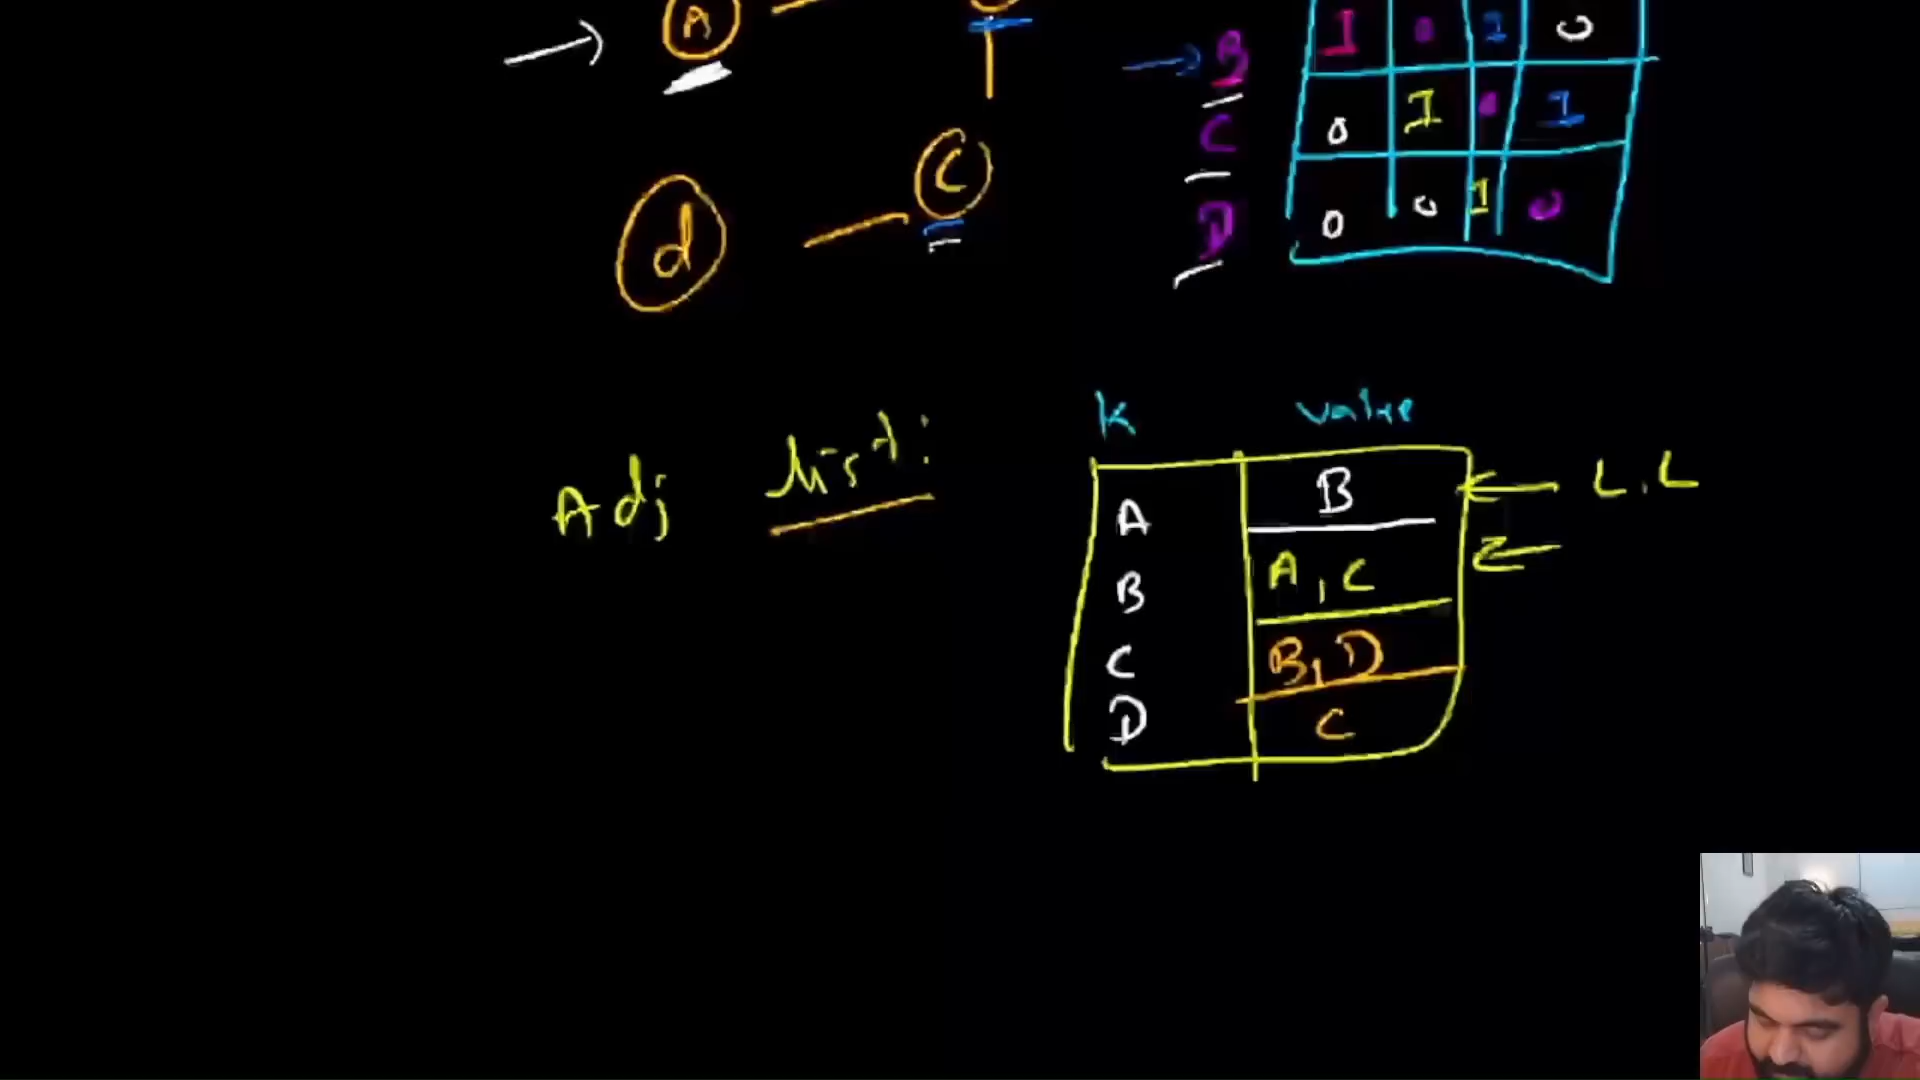 A
B 1 0 1 0
C 0 1 0 1
D 0 0 1 0
C
d
Adj list:
K value
L.L
A B
B A, C
C B, D
D C